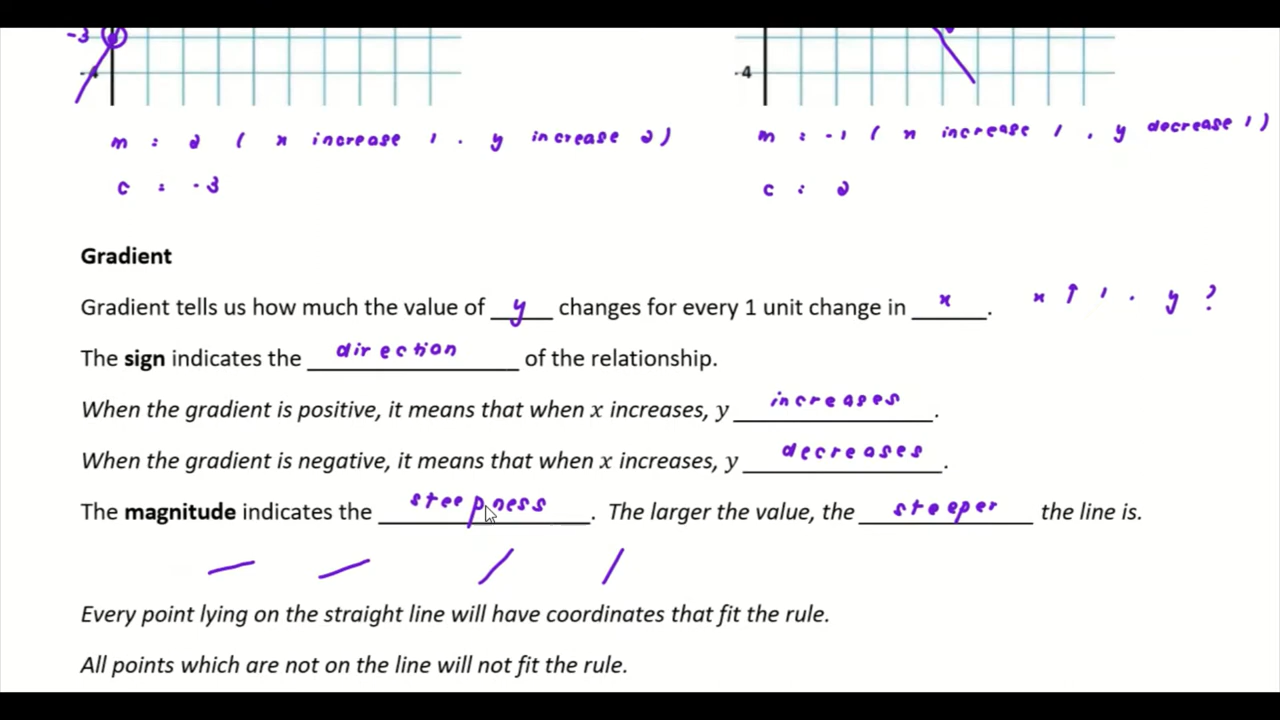 -3
-4 -4
m : 2 ( x increase 1 . y increase 2 ) m : -1 ( x increase 1 . y decrease 1 )
c : -3 c : 2
Gradient
Gradient tells us how much the value of y changes for every 1 unit change in x. x ↑ 1 . y ?
The sign indicates the direction of the relationship.
When the gradient is positive, it means that when x increases, y increases.
When the gradient is negative, it means that when x increases, y decreases.
The magnitude indicates the steepness. The larger the value, the steeper the line is.
Every point lying on the straight line will have coordinates that fit the rule.
All points which are not on the line will not fit the rule.